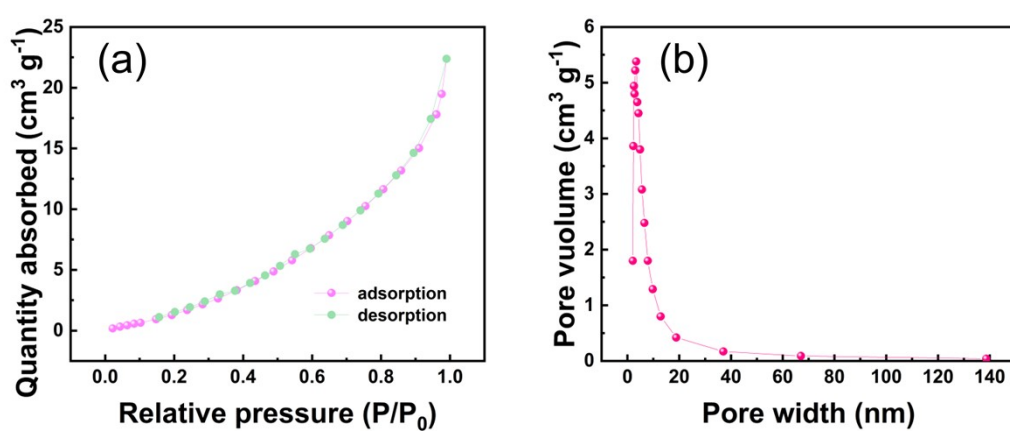 (a)
Quantity absorbed (cm³ g⁻¹)
25
20
15
10
5
0
adsorption
desorption
0.0 0.2 0.4 0.6 0.8 1.0
Relative pressure (P/P₀)
(b)
Pore vuolume (cm³ g⁻¹)
6
5
4
3
2
1
0
0 20 40 60 80 100 120 140
Pore width (nm)